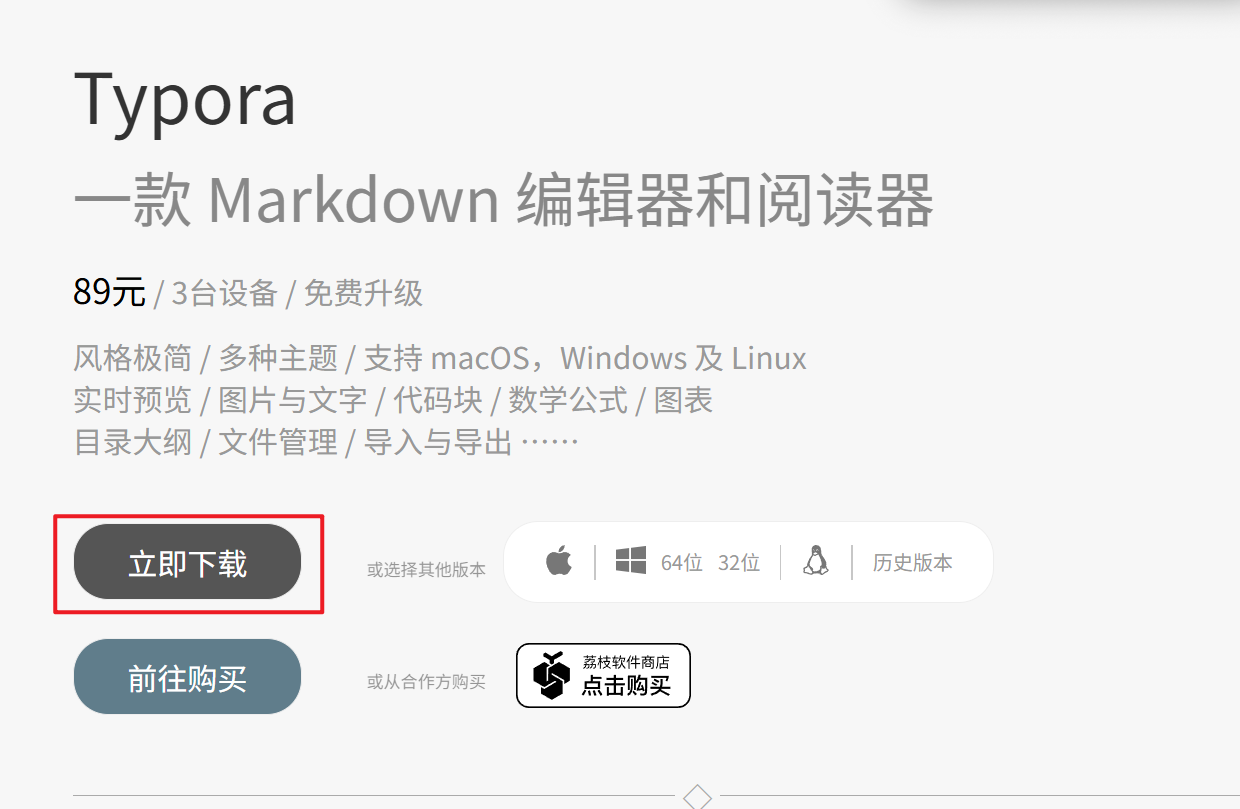 Typora
一款 Markdown 编辑器和阅读器
89元 / 3台设备 / 免费升级
风格极简 / 多种主题 / 支持 macOS，Windows 及 Linux
实时预览 / 图片与文字 / 代码块 / 数学公式 / 图表
目录大纲 / 文件管理 / 导入与导出 ······
立即下载 或选择其他版本 64位 32位 历史版本
荔枝软件商店
前往购买 或从合作方购买 点击购买